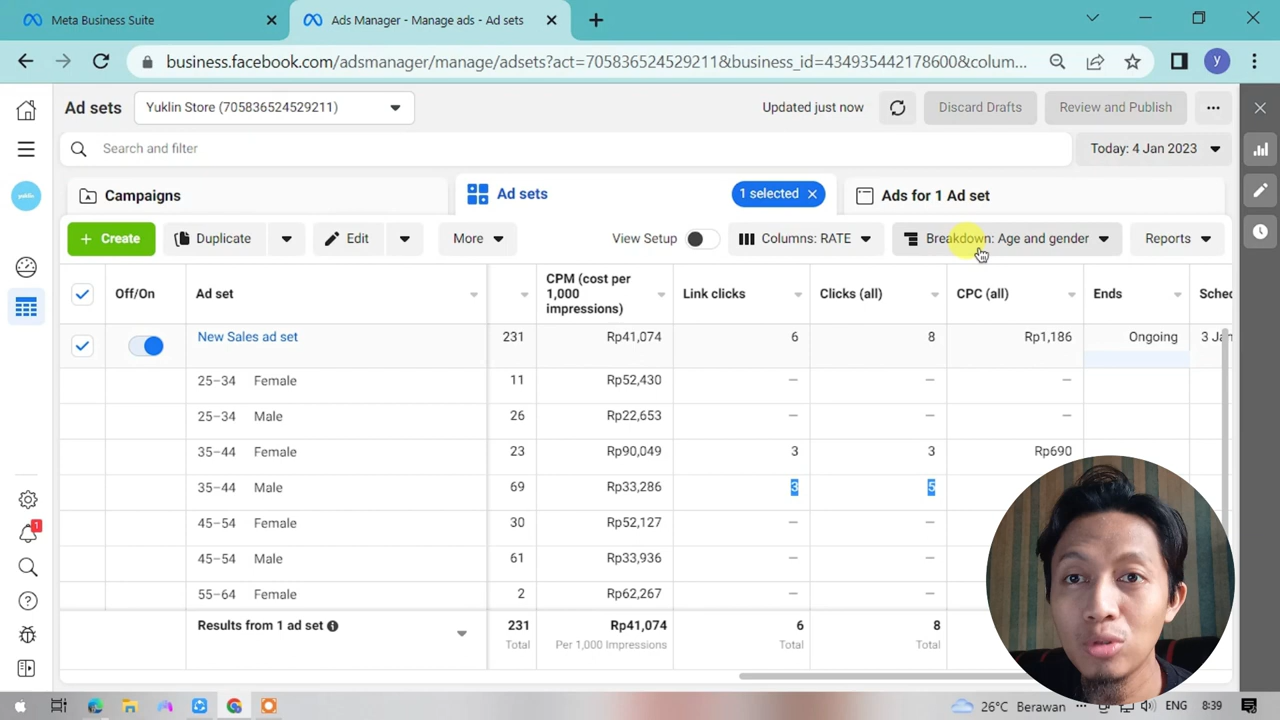 Meta Business Suite
Ads Manager - Manage ads - Ad sets
business.facebook.com/adsmanager/manage/adsets?act=705836524529211&business_id=434935442178600&colum...
y
Ad sets
Yuklin Store (705836524529211)
Updated just now
Discard Drafts
Review and Publish
Search and filter
Today: 4 Jan 2023
Campaigns
Ad sets
1 selected
Ads for 1 Ad set
+ Create
Duplicate
Edit
More
View Setup
Columns: RATE
Breakdown: Age and gender
Reports
Off/On
Ad set
CPM (cost per
1,000
impressions)
Link clicks
Clicks (all)
CPC (all)
Ends
Sched
New Sales ad set 231 Rp41,074 6 8 Rp1,186 Ongoing 3 Jan
25–34 Female 11 Rp52,430 — — —
25–34 Male 26 Rp22,653 — — —
35–44 Female 23 Rp90,049 3 3 Rp690
35–44 Male 69 Rp33,286 3 5
45–54 Female 30 Rp52,127 — —
45–54 Male 61 Rp33,936 — —
55–64 Female 2 Rp62,267 — —
Results from 1 ad set 231 Rp41,074 6 8
Total Per 1,000 Impressions Total Total
1
26°C Berawan
ENG
8:39